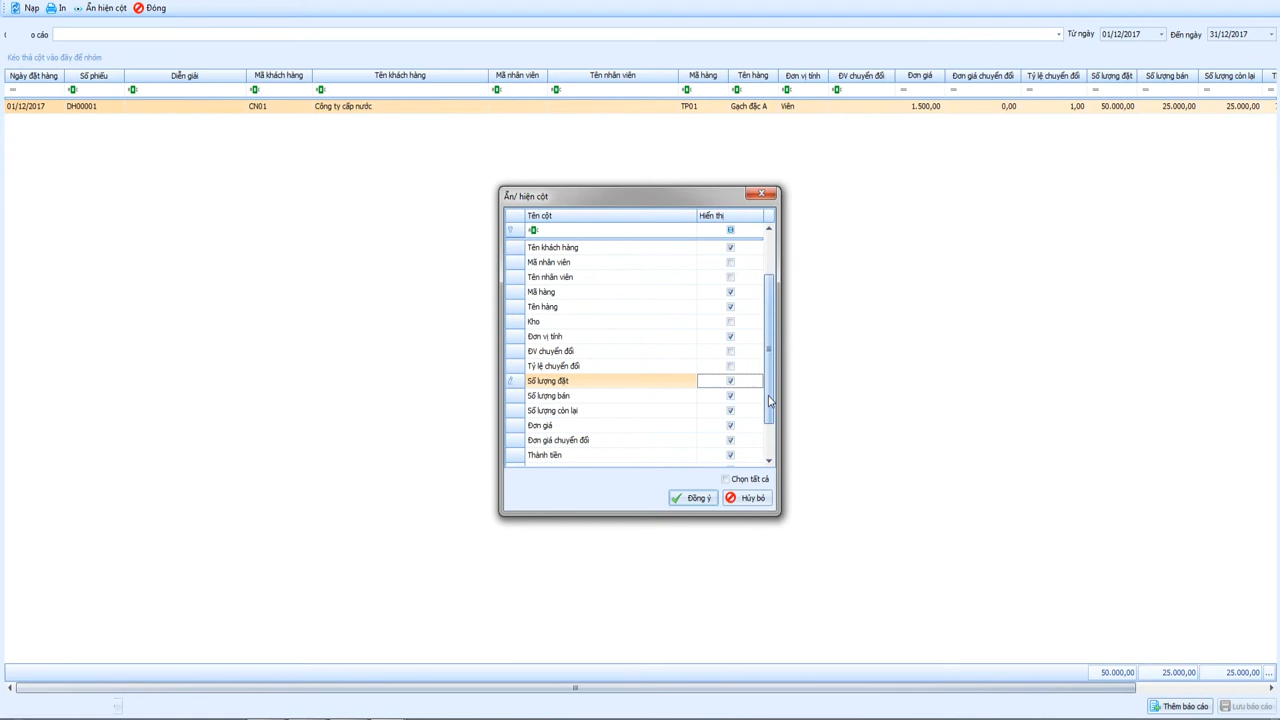 Nạp In Ẩn hiện cột Đóng
o cáo Từ ngày 01/12/2017 Đến ngày 31/12/2017
Kéo thả cột vào đây để nhóm
Ngày đặt hàng Số phiếu Diễn giải Mã khách hàng Tên khách hàng Mã nhân viên Tên nhân viên Mã hàng Tên hàng Đơn vị tính ĐV chuyển đổi Đơn giá Đơn giá chuyển đổi Tỷ lệ chuyển đổi Số lượng đặt Số lượng bán Số lượng còn lại
01/12/2017 DH00001 CN01 Công ty cấp nước TP01 Gạch đặc A Viên 1.500,00 0,00 1,00 50.000,00 25.000,00 25.000,00
Ẩn/ hiện cột
Tên cột Hiển thị
Tên khách hàng
Mã nhân viên
Tên nhân viên
Mã hàng
Tên hàng
Kho
Đơn vị tính
ĐV chuyển đổi
Tỷ lệ chuyển đổi
Số lượng đặt
Số lượng bán
Số lượng còn lại
Đơn giá
Đơn giá chuyển đổi
Thành tiền
Chọn tất cả
Đồng ý Hủy bỏ
50.000,00 25.000,00 25.000,00 ...
Thêm báo cáo Lưu báo cáo